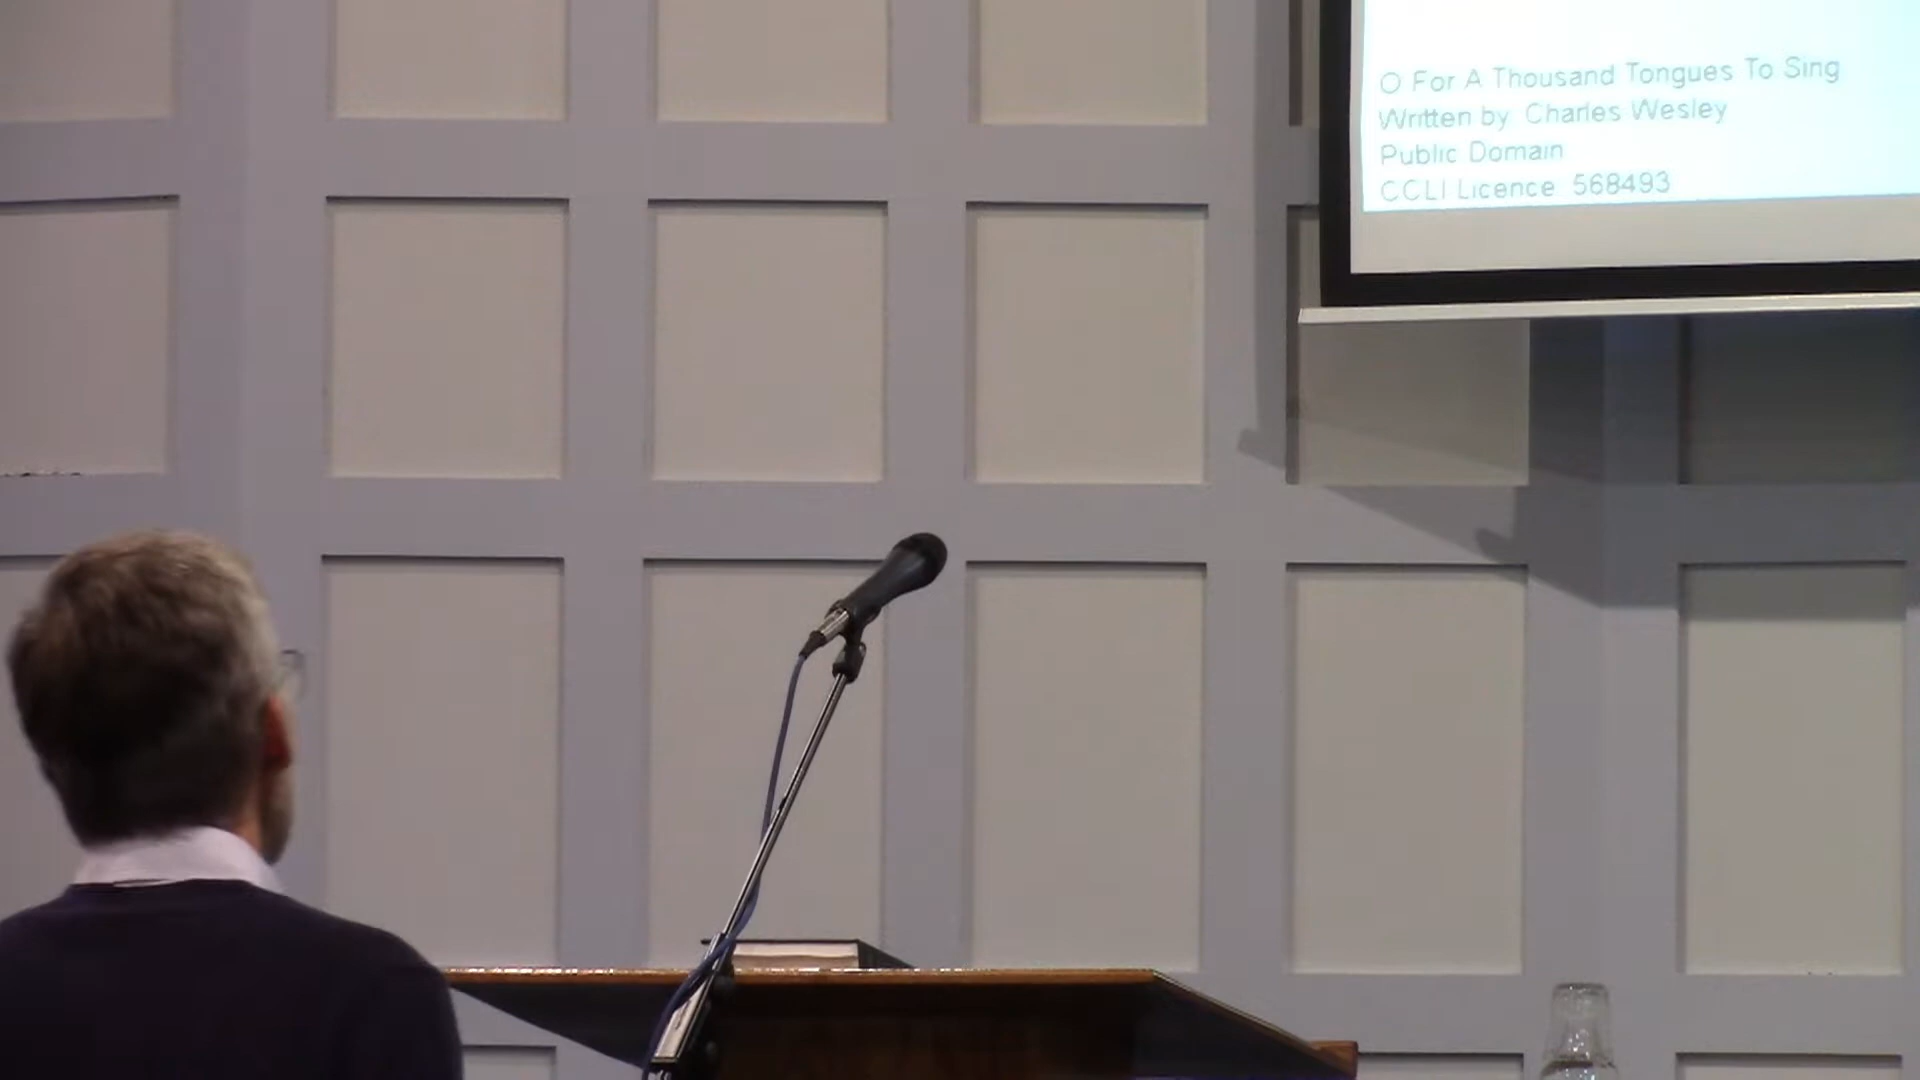 O For A Thousand Tongues To Sing
Written by: Charles Wesley
Public Domain
CCLI Licence: 568493